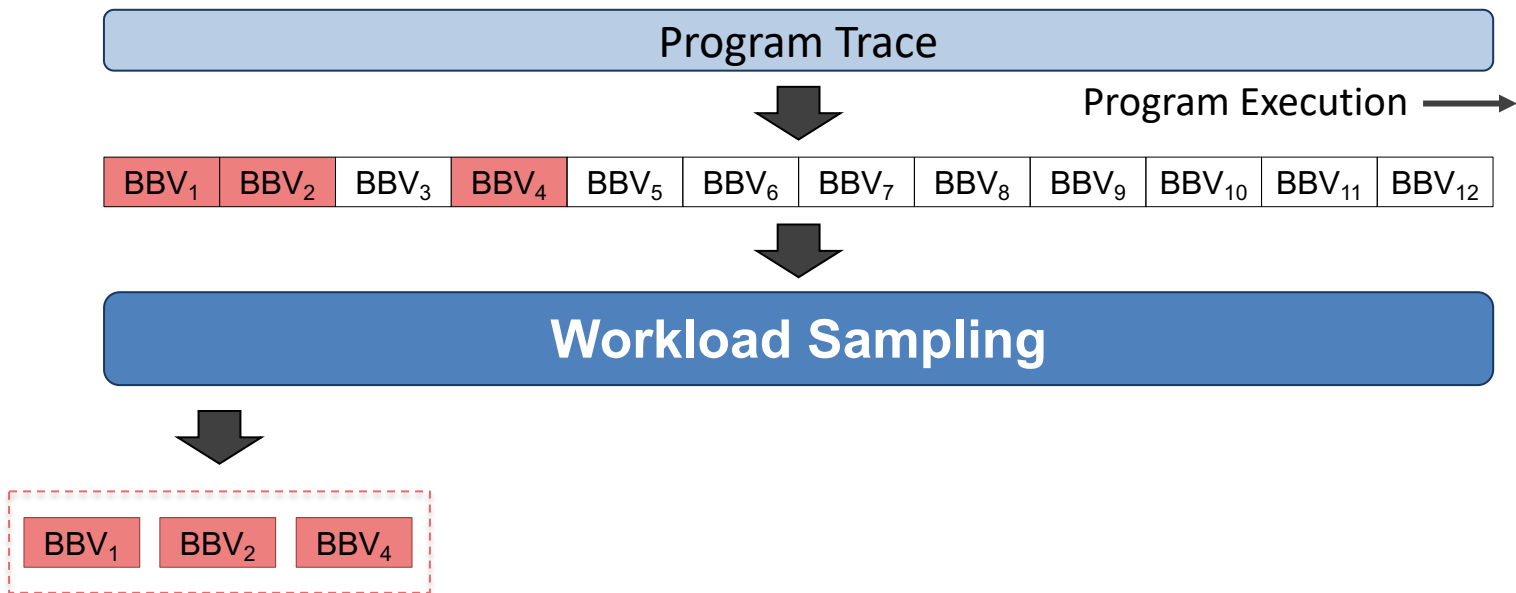 Program Trace
Program Execution
BBV₁ BBV₂ BBV₃ BBV₄ BBV₅ BBV₆ BBV₇ BBV₈ BBV₉ BBV₁₀ BBV₁₁ BBV₁₂
Workload Sampling
BBV₁ BBV₂ BBV₄